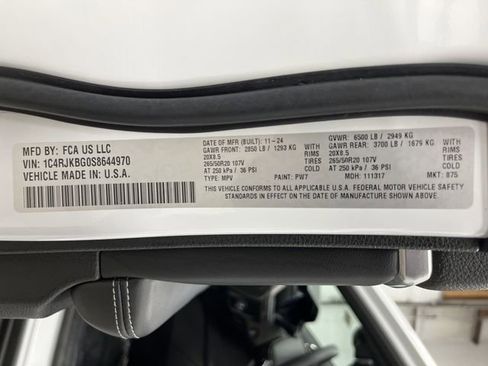 MFD BY: FCA US LLC
VIN: 1C4RJKBG0S8644970
VEHICLE MADE IN: U.S.A.
DATE OF MFR (BUILT): 11-24 GVWR: 6500 LB / 2949 KG
GAWR FRONT: 2850 LB / 1293 KG WITH GAWR REAR: 3700 LB / 1679 KG WITH
20X8.5 TIRES 20X8.5 TIRES
265/50R20 107V RIMS 265/50R20 107V RIMS
AT 250 kPa / 36 PSI COLD AT 250 kPa / 36 PSI COLD
TYPE: MPV PAINT: PW7 MDH: 111317 MKT: 875
THIS VEHICLE CONFORMS TO ALL APPLICABLE U.S.A. FEDERAL MOTOR VEHICLE SAFETY
STANDARDS IN EFFECT ON THE DATE OF MANUFACTURE SHOWN ABOVE.